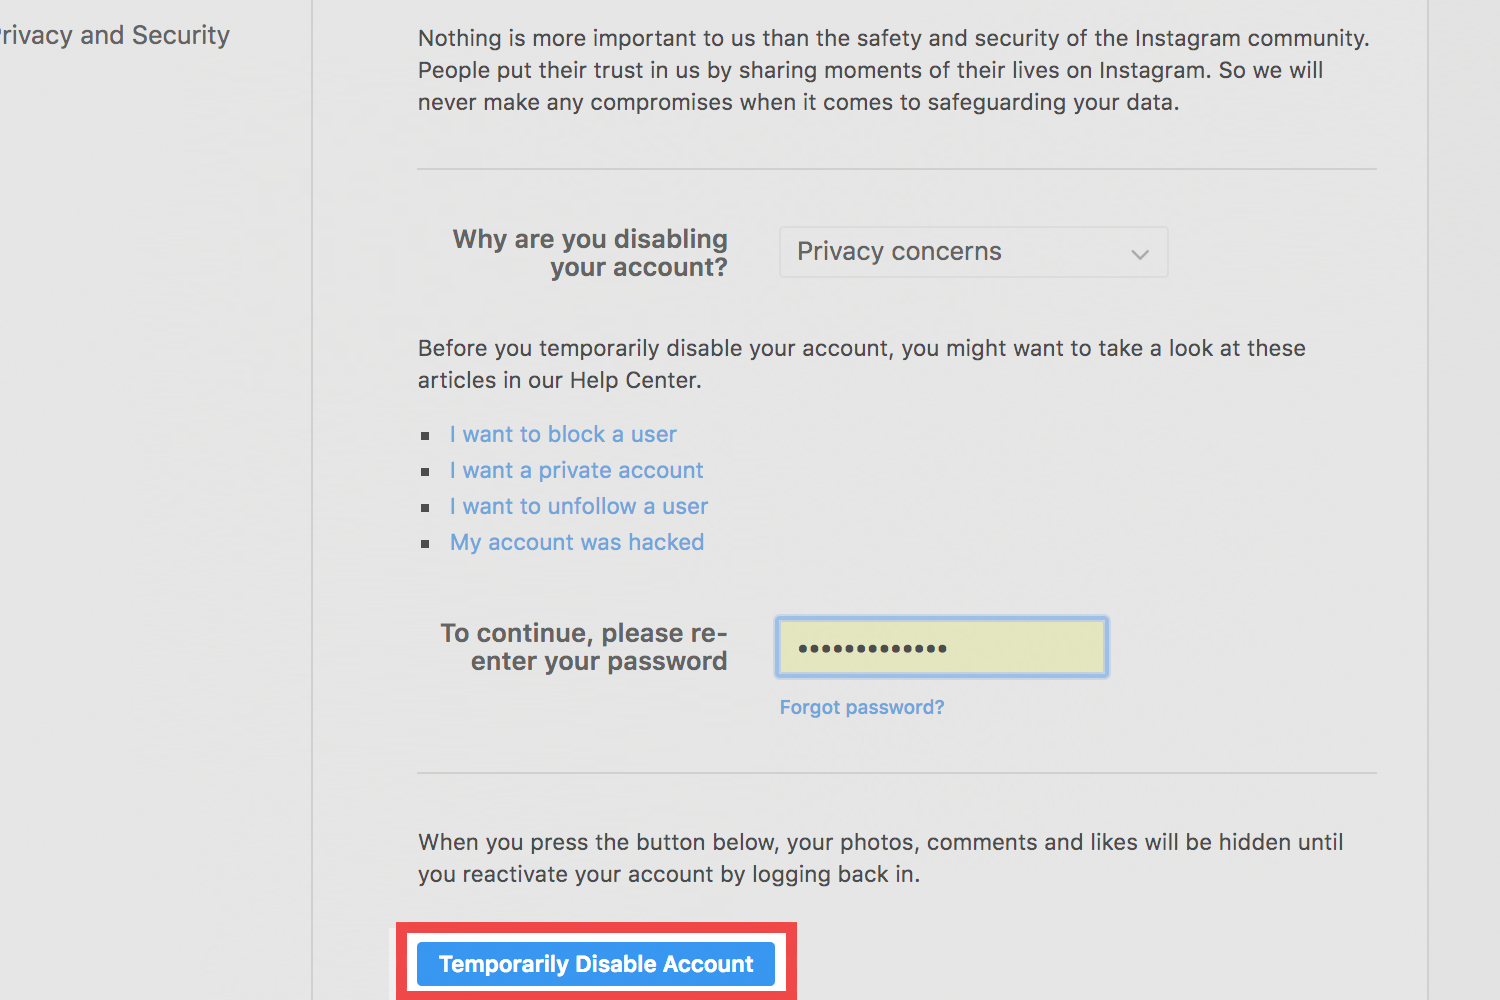 rivacy and Security
Nothing is more important to us than the safety and security of the Instagram community.
People put their trust in us by sharing moments of their lives on Instagram. So we will
never make any compromises when it comes to safeguarding your data.
Why are you disabling
your account?
Privacy concerns
Before you temporarily disable your account, you might want to take a look at these
articles in our Help Center.
I want to block a user
I want a private account
I want to unfollow a user
My account was hacked
To continue, please re-
enter your password
•••••••••••••
Forgot password?
When you press the button below, your photos, comments and likes will be hidden until
you reactivate your account by logging back in.
Temporarily Disable Account